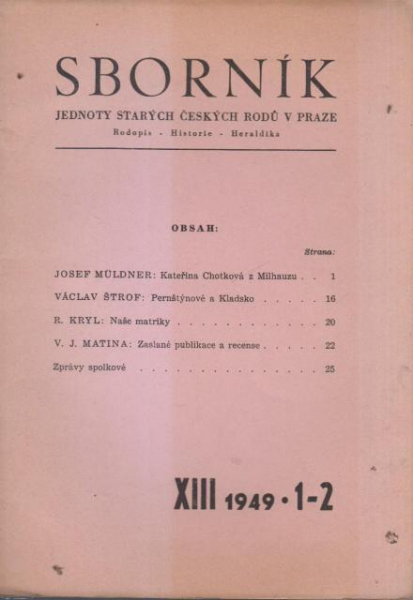 SBORNÍK
JEDNOTY STARÝCH ČESKÝCH RODŮ V PRAZE
Rodopis - Historie - Heraldika
OBSAH:
Strana:
JOSEF MÜLDNER: Kateřina Chotková z Milhauzu . . 1
VÁCLAV ŠTROF: Pernštýnové a Kladsko . . . . . 16
R. KRYL: Naše matriky . . . . . . . . . . . . 20
V. J. MATINA: Zaslané publikace a recense . . . . . 22
Zprávy spolkové . . . . . . . . . . . . . . 25
XIII 1949 · 1-2